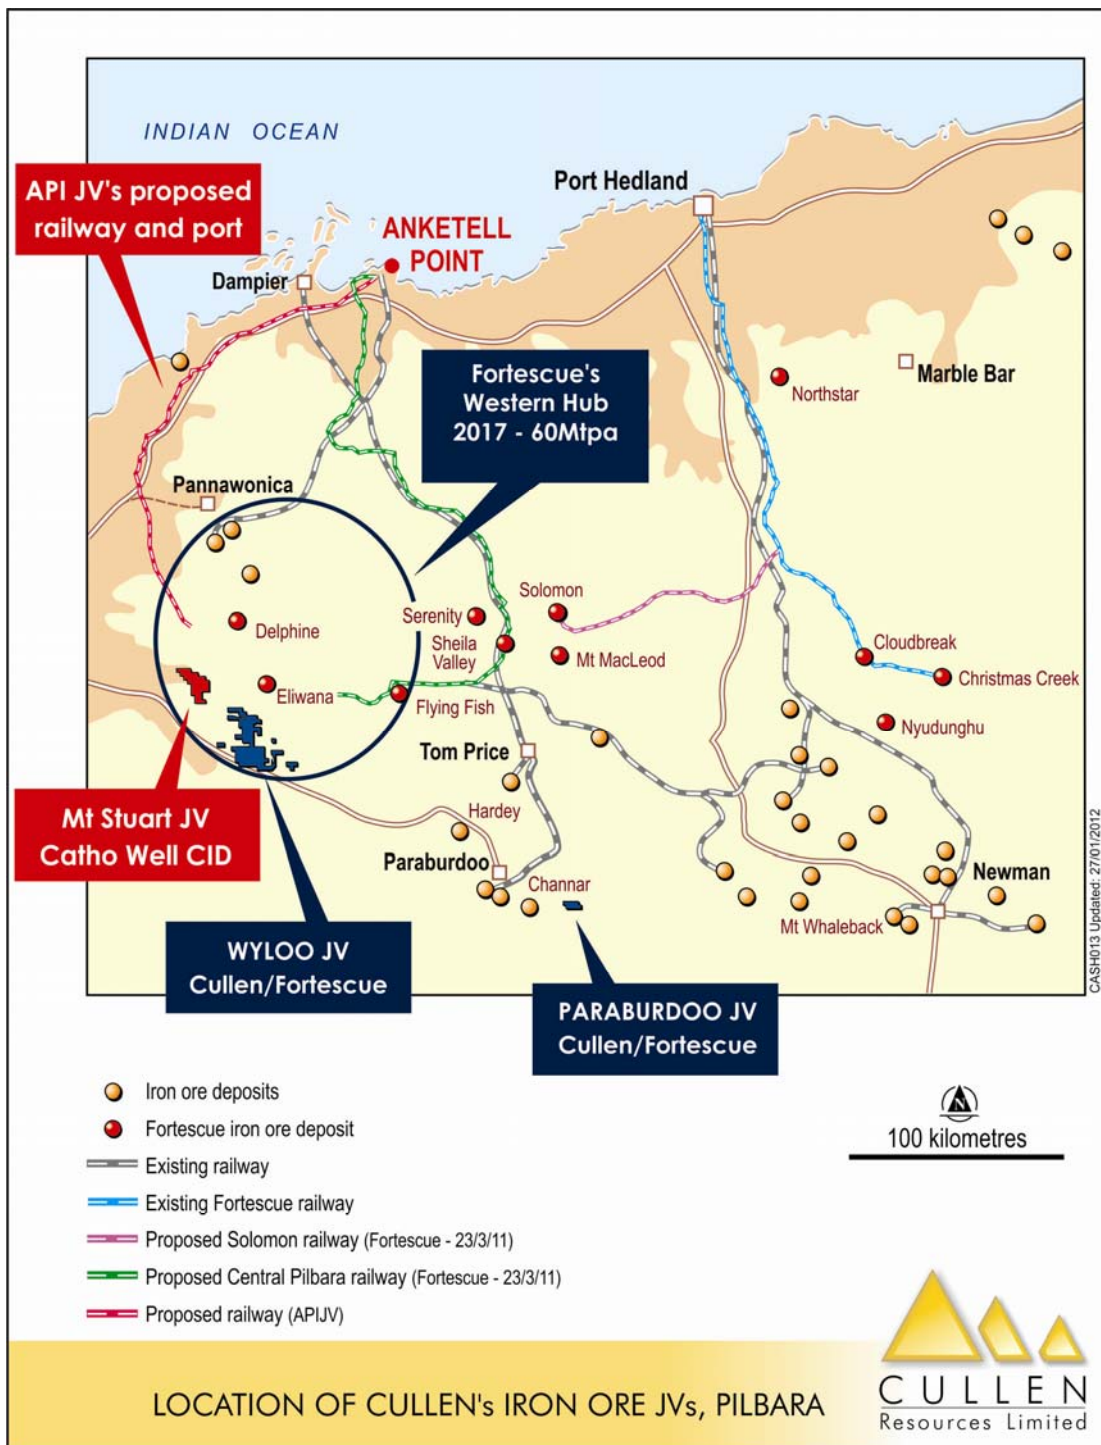 INDIAN OCEAN
API JV's proposed
railway and port
Port Hedland
ANKETELL
POINT
Dampier
Fortescue's
Western Hub
2017 - 60Mtpa
Marble Bar
Northstar
Pannawonica
Solomon
Serenity
Delphine
Sheila
Valley
Mt MacLeod
Cloudbreak
Christmas Creek
Eliwana
Flying Fish
Nyudunghu
Tom Price
Mt Stuart JV
Catho Well CID
Hardey
Paraburdoo
Channar
Newman
Mt Whaleback
WYLOO JV
Cullen/Fortescue
PARABURDOO JV
Cullen/Fortescue
CASH013 Updated: 27/01/2012
Iron ore deposits
Fortescue iron ore deposit
Existing railway
Existing Fortescue railway
Proposed Solomon railway (Fortescue - 23/3/11)
Proposed Central Pilbara railway (Fortescue - 23/3/11)
Proposed railway (APIJV)
N
100 kilometres
LOCATION OF CULLEN's IRON ORE JVs, PILBARA
CULLEN
Resources Limited